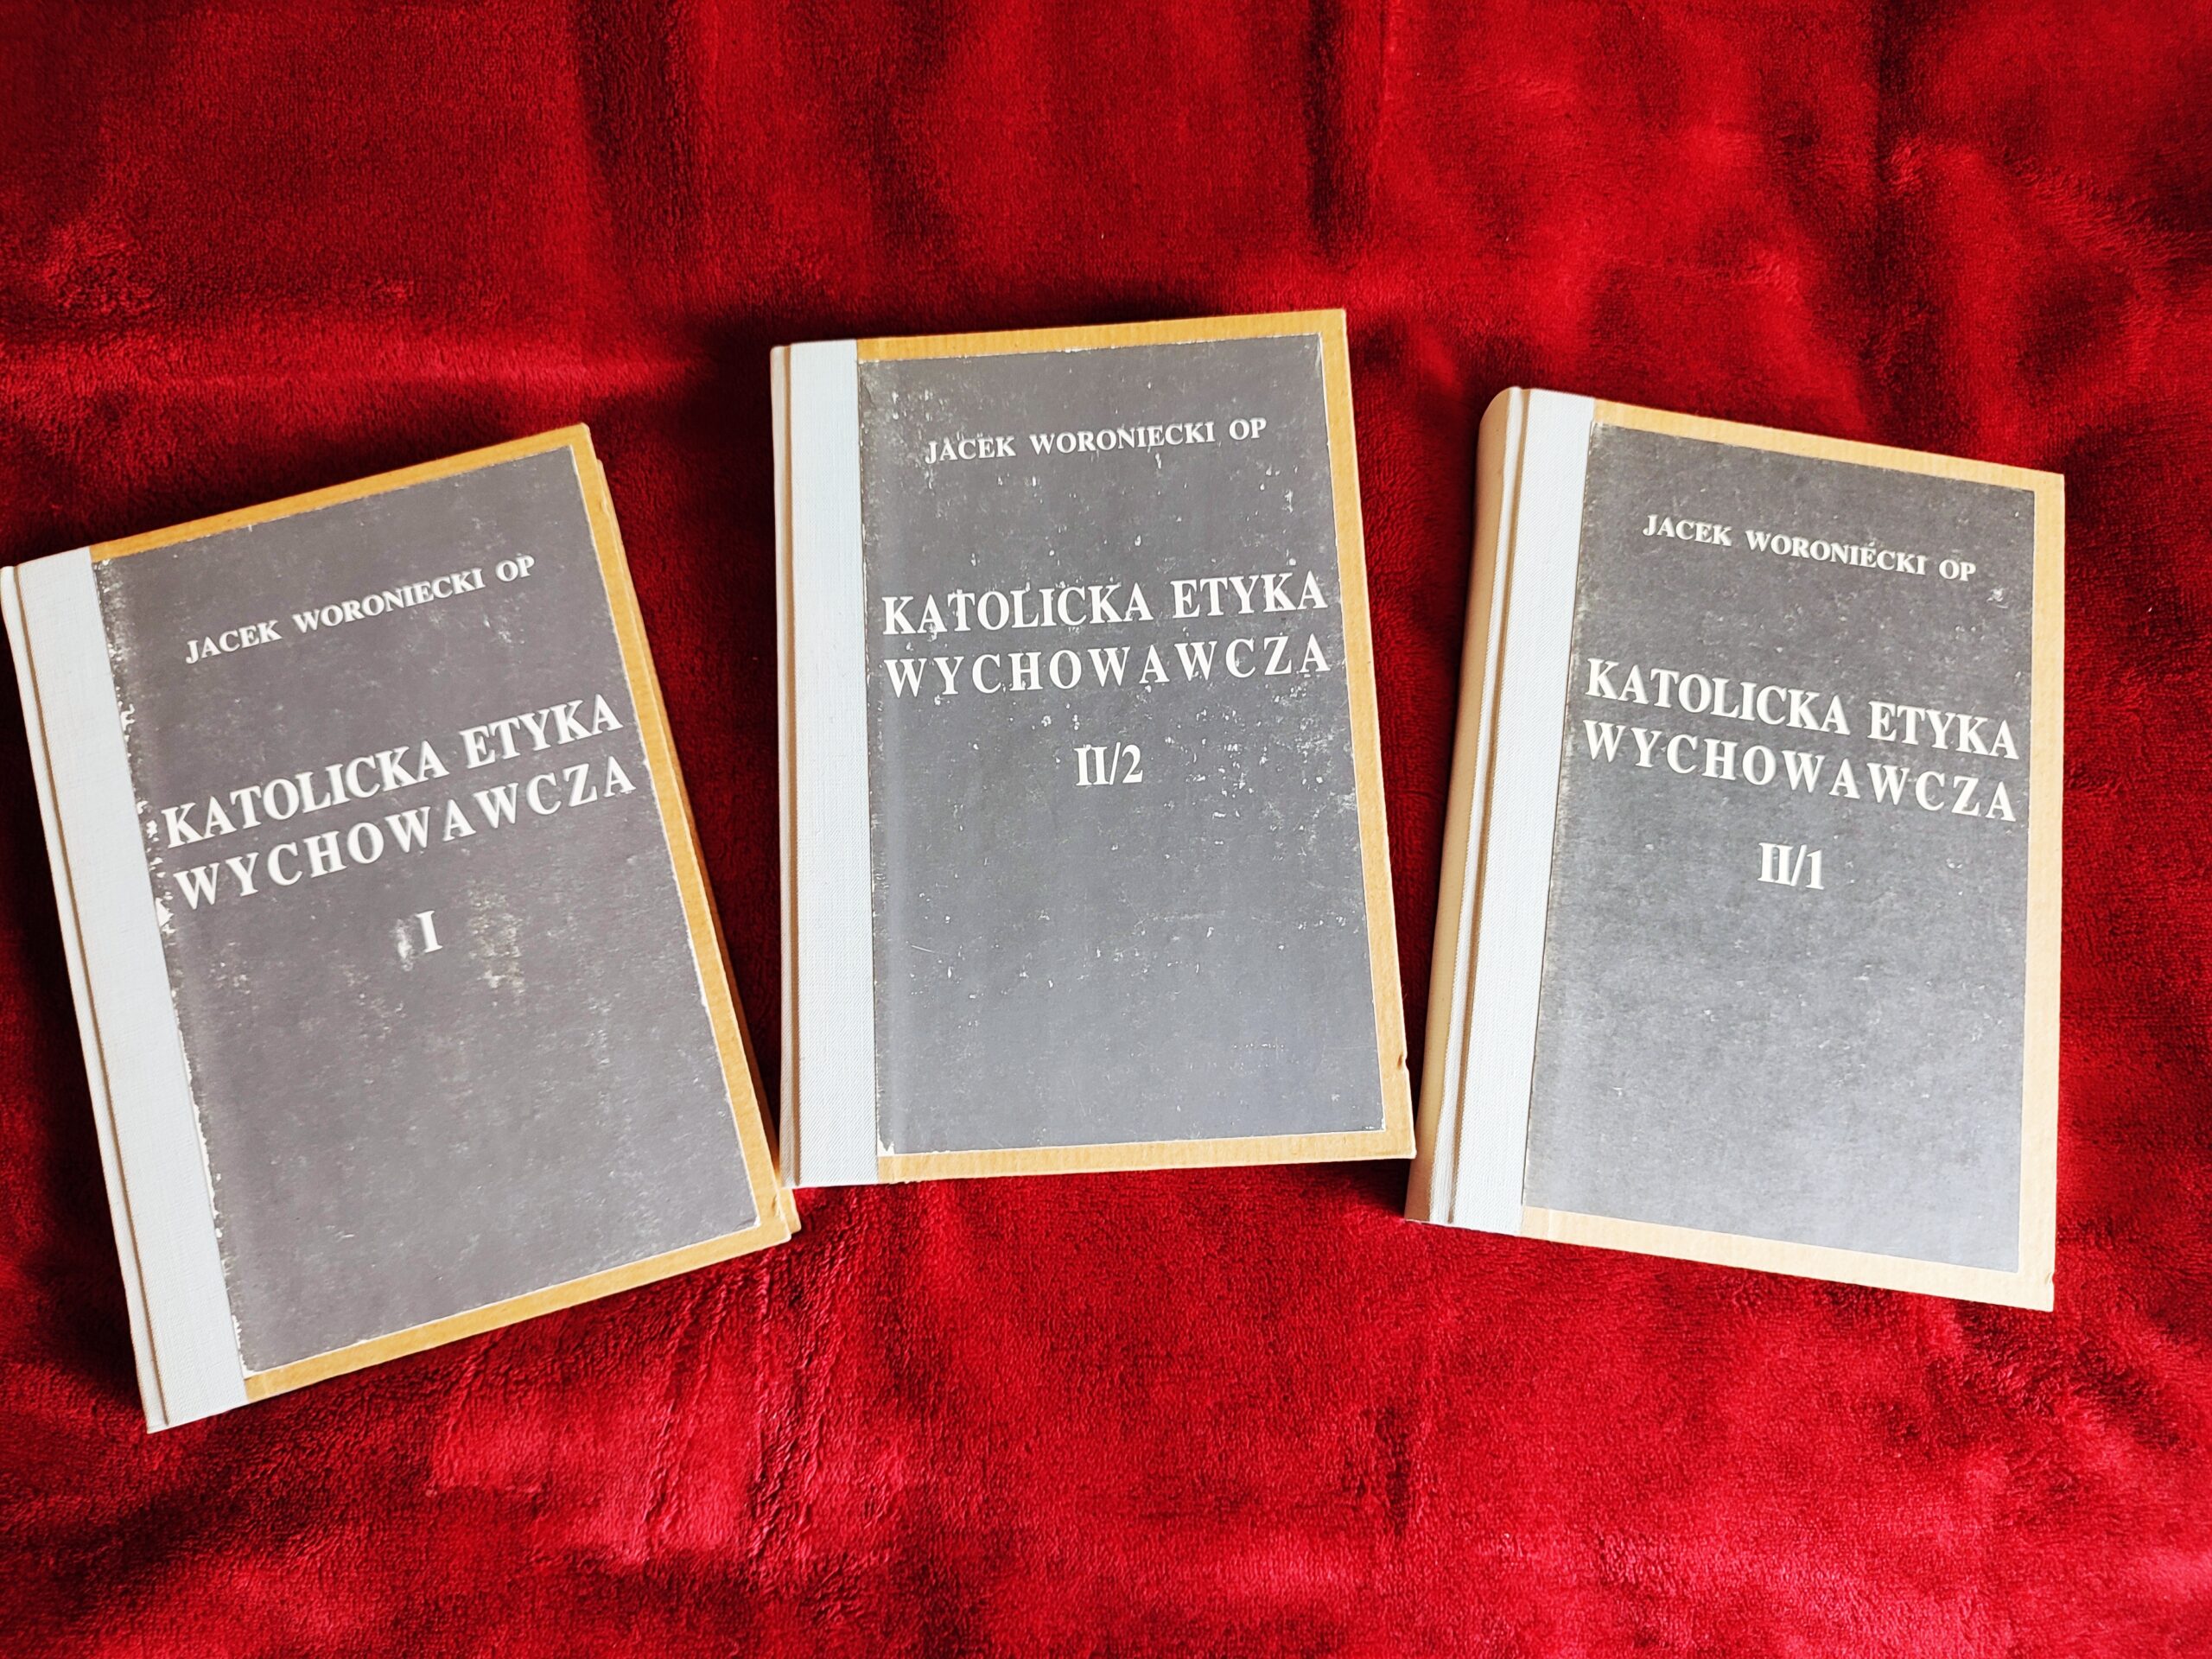 JACEK WORONIECKI OP
KATOLICKA ETYKA
WYCHOWAWCZA
I
JACEK WORONIECKI OP
KATOLICKA ETYKA
WYCHOWAWCZA
II/2
JACEK WORONIECKI OP
KATOLICKA ETYKA
WYCHOWAWCZA
II/1